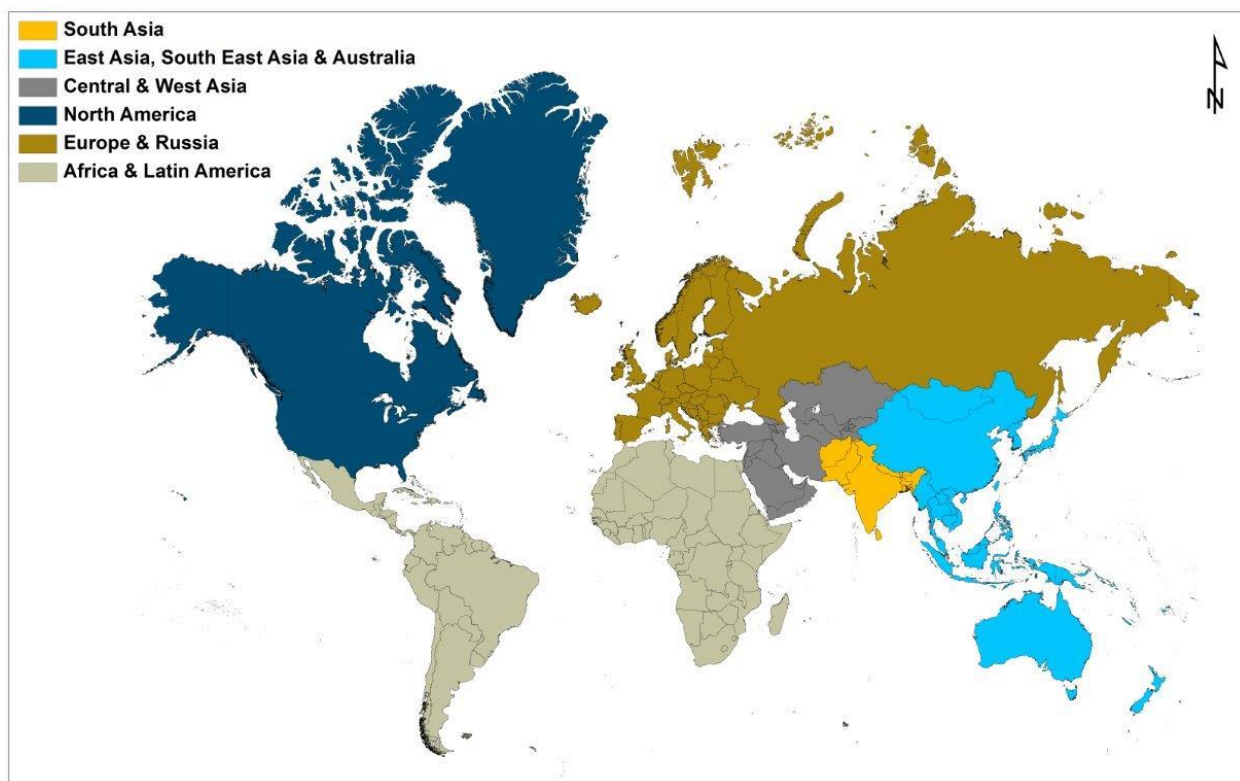 South Asia
East Asia, South East Asia & Australia
Central & West Asia
North America
Europe & Russia
Africa & Latin America
N